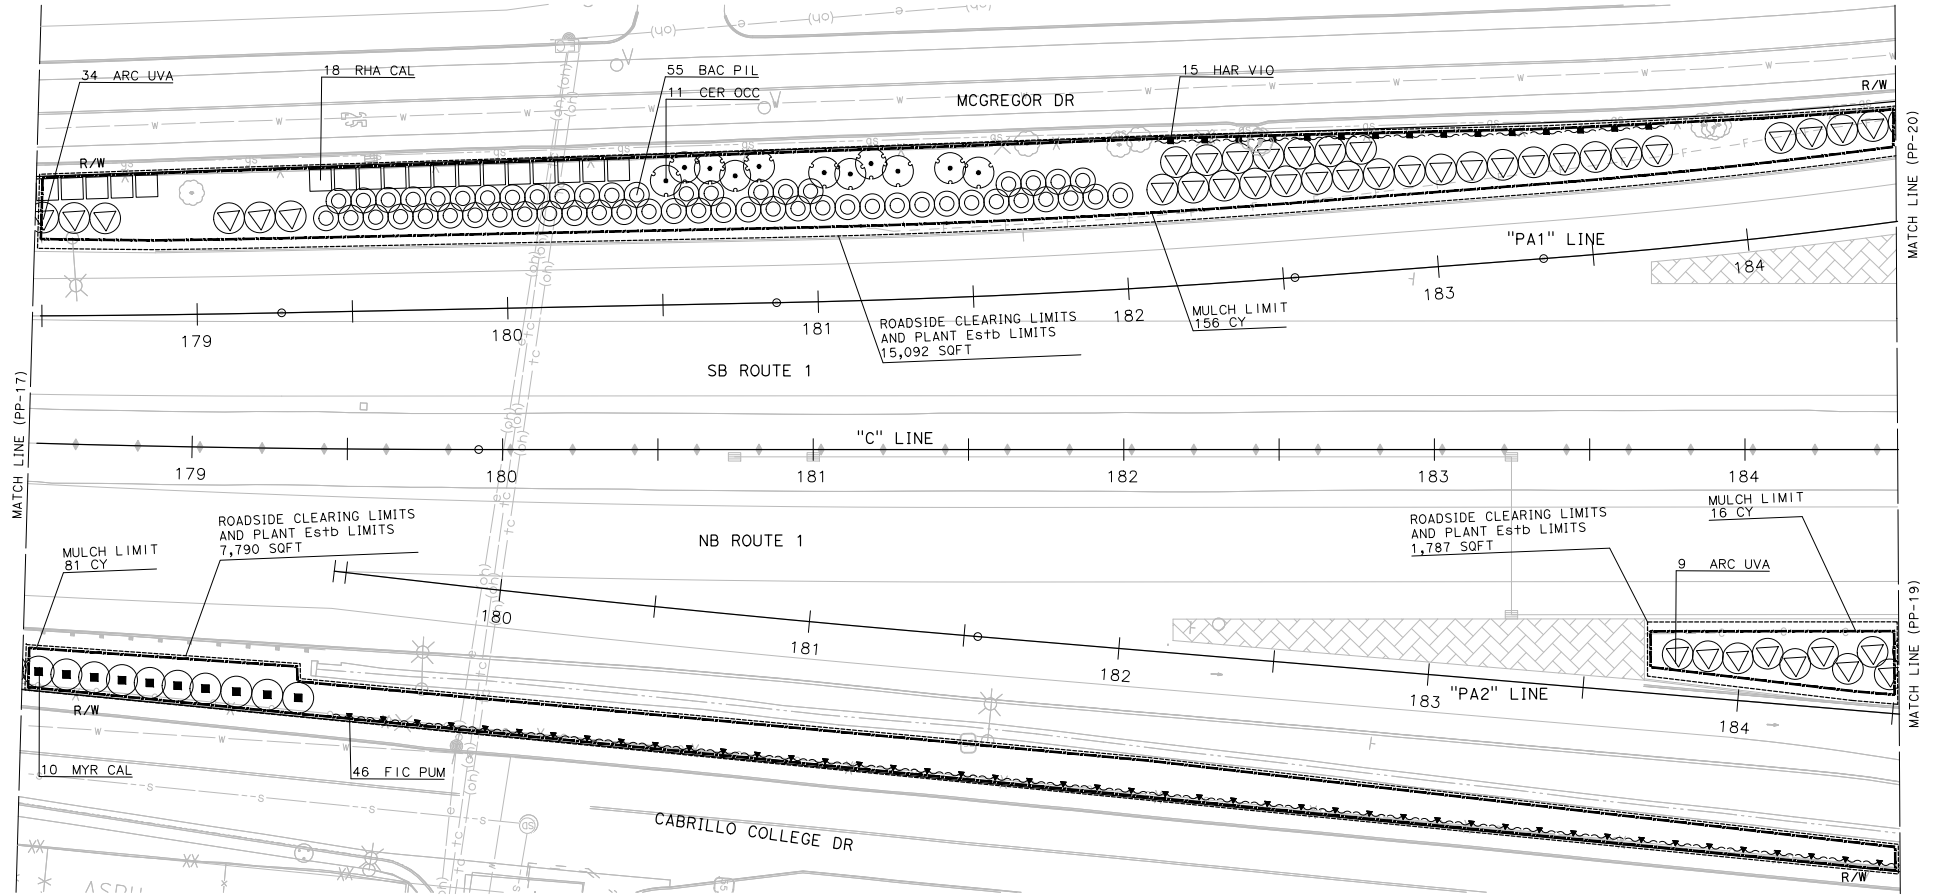 34 ARC UVA
18 RHA CAL
55 BAC PIL
11 CER OCC
15 HAR VIO
MCGREGOR DR
R/W
R/W
MATCH LINE (PP-20)
"PA1" LINE
179
180
181
182
183
184
ROADSIDE CLEARING LIMITS
AND PLANT Estb LIMITS
15,092 SQFT
MULCH LIMIT
156 CY
SB ROUTE 1
MATCH LINE (PP-17)
"C" LINE
179
180
181
182
183
184
ROADSIDE CLEARING LIMITS
AND PLANT Estb LIMITS
7,790 SQFT
MULCH LIMIT
81 CY
NB ROUTE 1
ROADSIDE CLEARING LIMITS
AND PLANT Estb LIMITS
1,787 SQFT
MULCH LIMIT
16 CY
9 ARC UVA
180
181
182
183
184
"PA2" LINE
MATCH LINE (PP-19)
R/W
10 MYR CAL
46 FIC PUM
CABRILLO COLLEGE DR
R/W